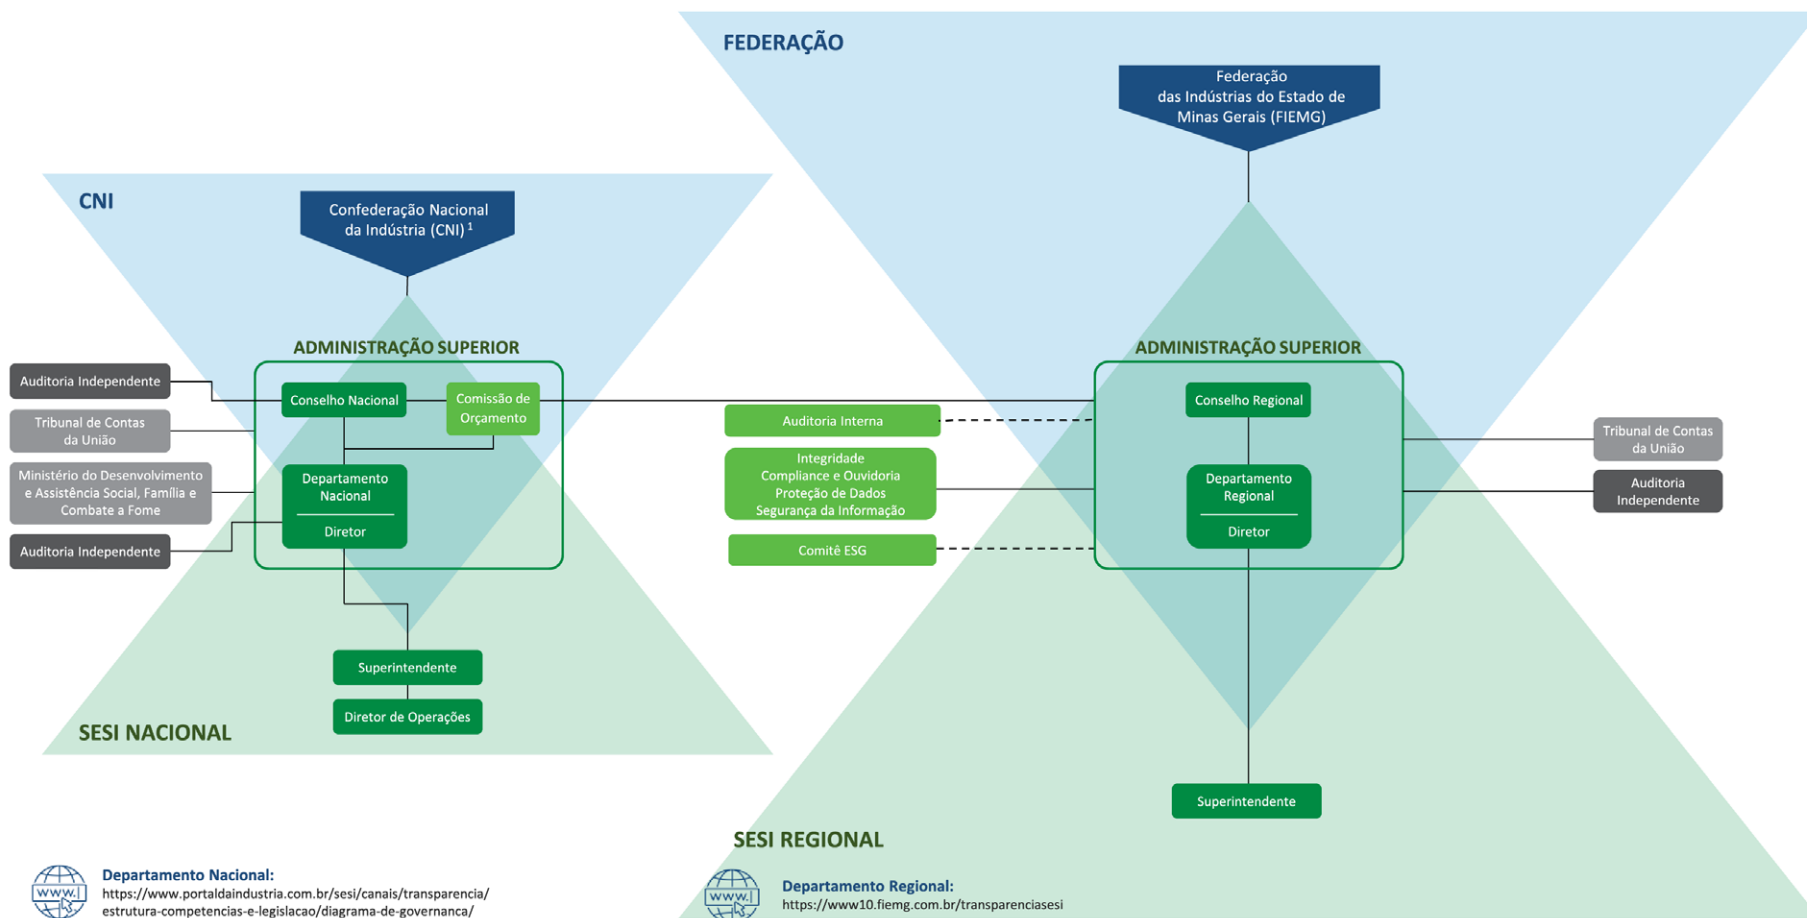 FEDERAÇÃO
Federação
das Indústrias do Estado de
Minas Gerais (FIEMG)
CNI
Confederação Nacional
da Indústria (CNI) 1
ADMINISTRAÇÃO SUPERIOR
Auditoria Independente
Conselho Nacional
Comissão de
Orçamento
Tribunal de Contas
da União
Ministério do Desenvolvimento
e Assistência Social, Família e
Combate a Fome
Departamento
Nacional
Diretor
Auditoria Independente
Superintendente
Diretor de Operações
SESI NACIONAL
ADMINISTRAÇÃO SUPERIOR
Conselho Regional
Auditoria Interna
Integridade
Compliance e Ouvidoria
Proteção de Dados
Segurança da Informação
Comitê ESG
Departamento
Regional
Diretor
Tribunal de Contas
da União
Auditoria
Independente
Superintendente
SESI REGIONAL
www.
Departamento Nacional:
https://www.portaldaindustria.com.br/sesi/canais/transparencia/
estrutura-competencias-e-legislacao/diagrama-de-governanca/
www.
Departamento Regional:
https://www10.fiemg.com.br/transparenciasesi